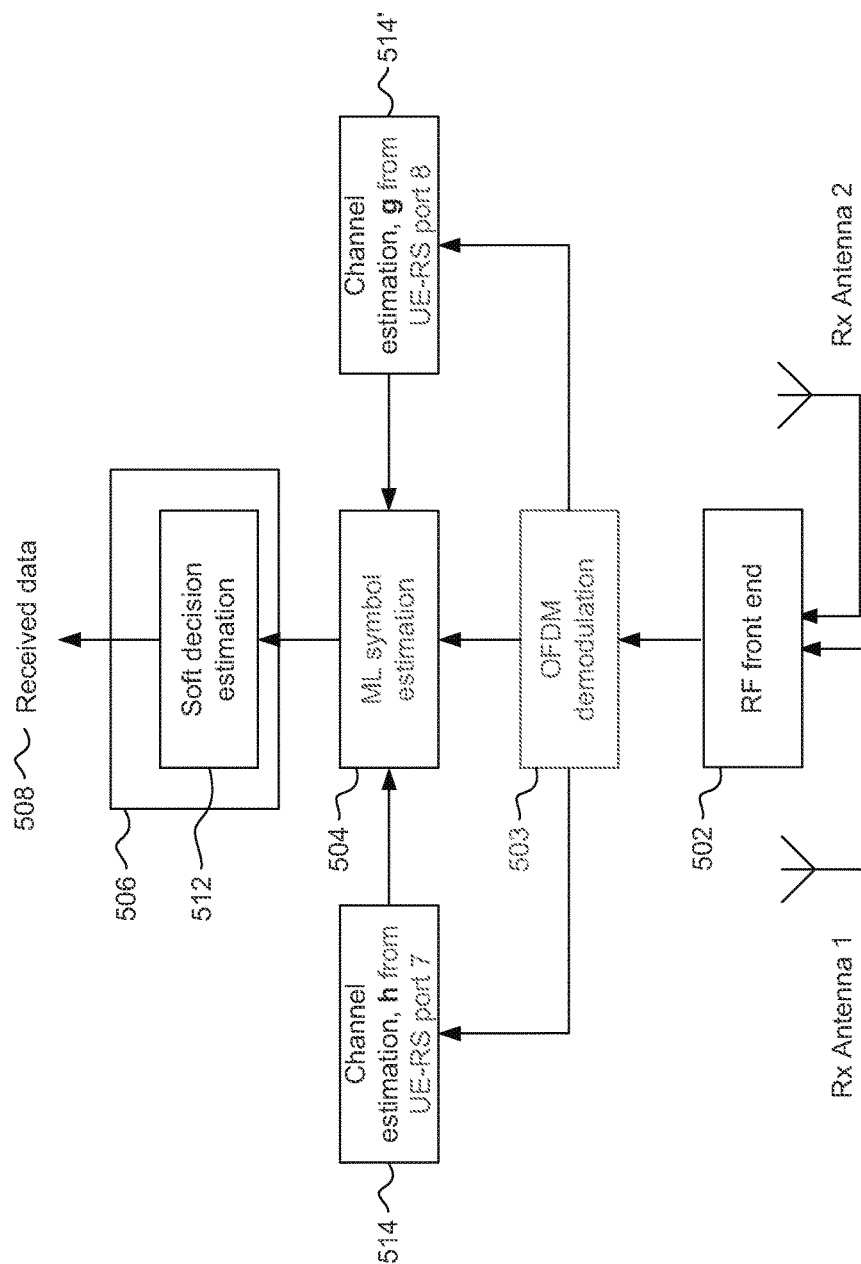 508 Received data
506
512
Soft decision
estimation
514'
Channel
estimation, g from
UE-RS port 8
504
ML symbol
estimation
Channel
estimation, h from
UE-RS port 7
514
503
OFDM
demodulation
502
RF front end
Rx Antenna 1
Rx Antenna 2